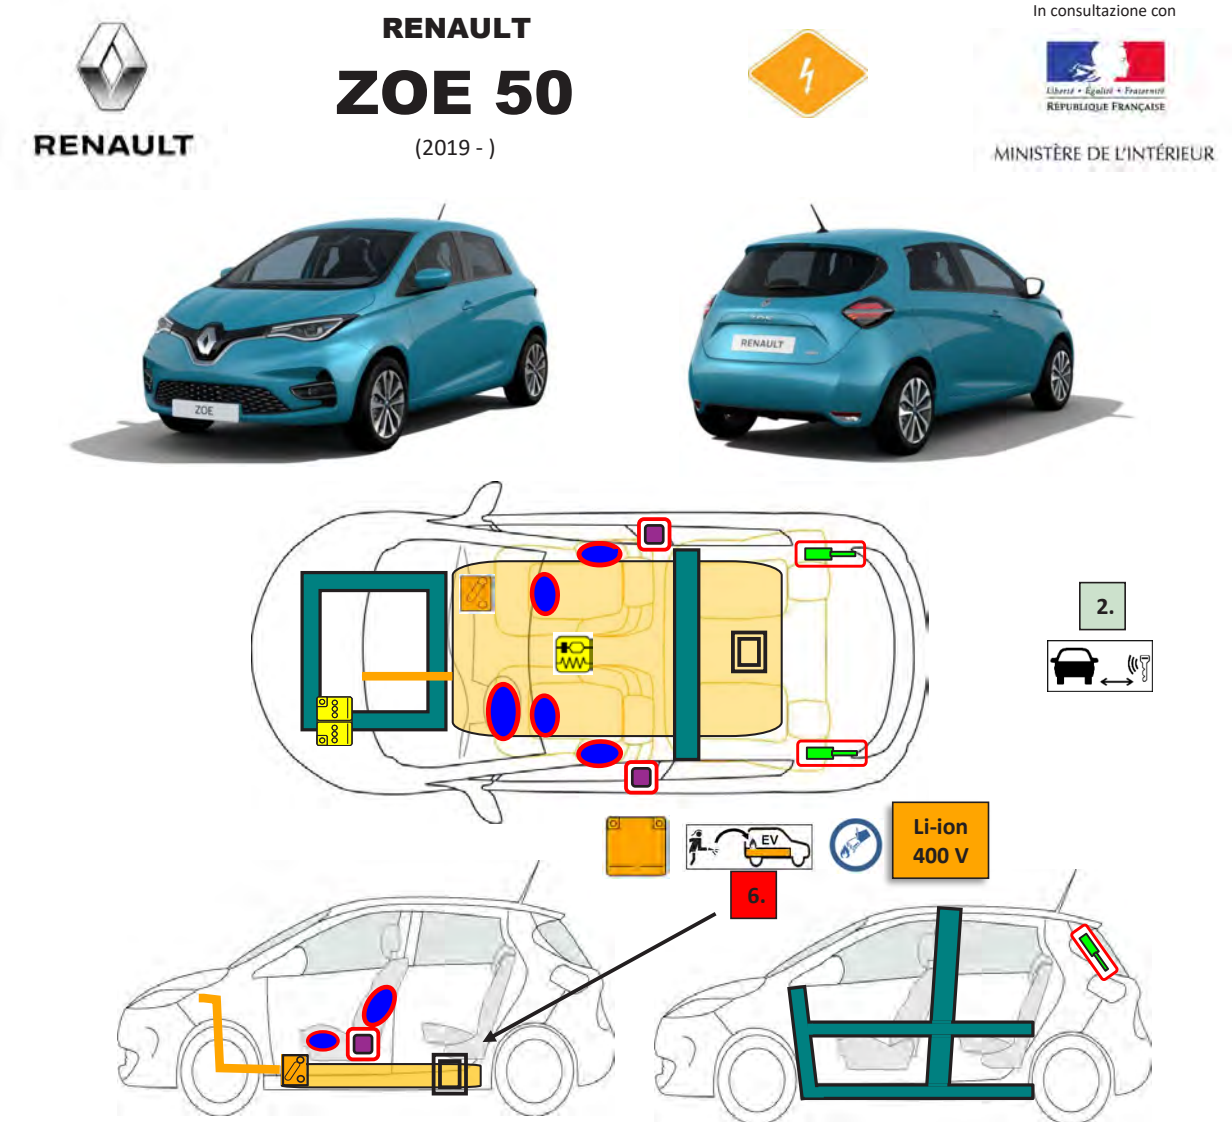 In consultazione con
RENAULT
ZOE 50
(2019 - )
RENAULT
Liberté • Égalité • Fraternité
RÉPUBLIQUE FRANÇAISE
MINISTÈRE DE L'INTÉRIEUR
ZOE
ZOE
RENAULT
2.
EV
Li-ion
400 V
6.